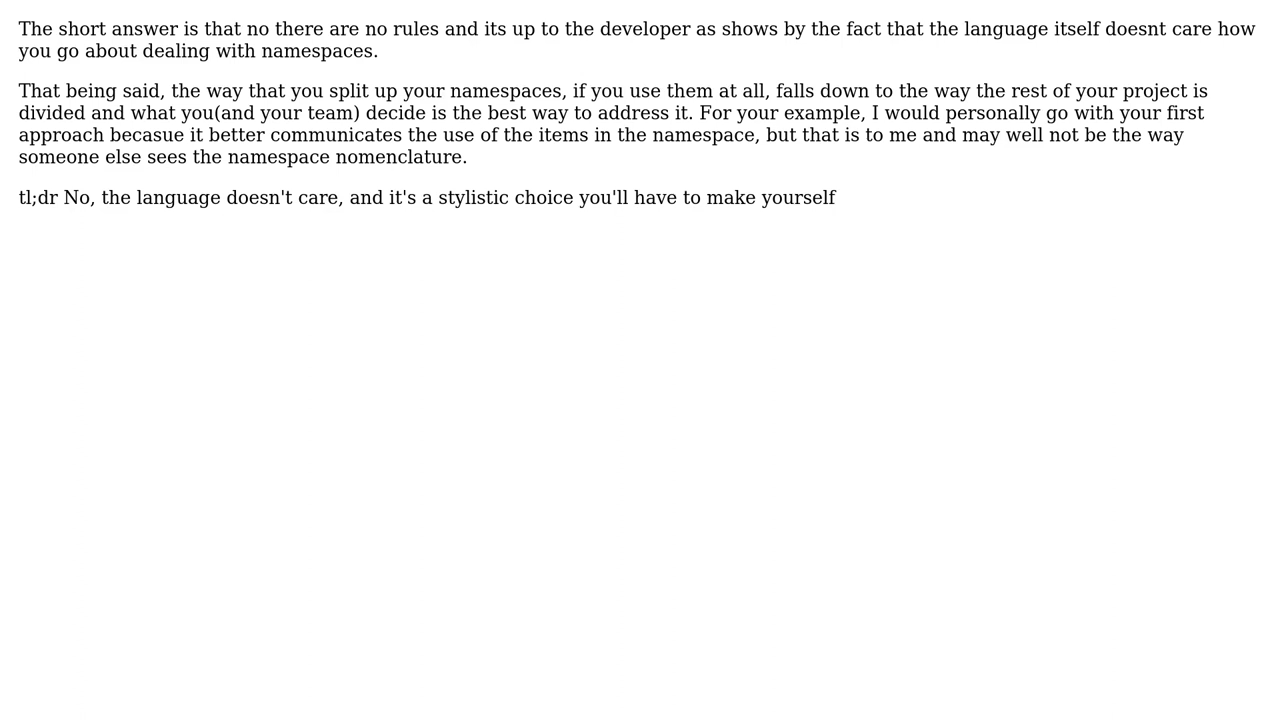 The short answer is that no there are no rules and its up to the developer as shows by the fact that the language itself doesnt care how
you go about dealing with namespaces.
That being said, the way that you split up your namespaces, if you use them at all, falls down to the way the rest of your project is
divided and what you(and your team) decide is the best way to address it. For your example, I would personally go with your first
approach becasue it better communicates the use of the items in the namespace, but that is to me and may well not be the way
someone else sees the namespace nomenclature.
tl;dr No, the language doesn't care, and it's a stylistic choice you'll have to make yourself